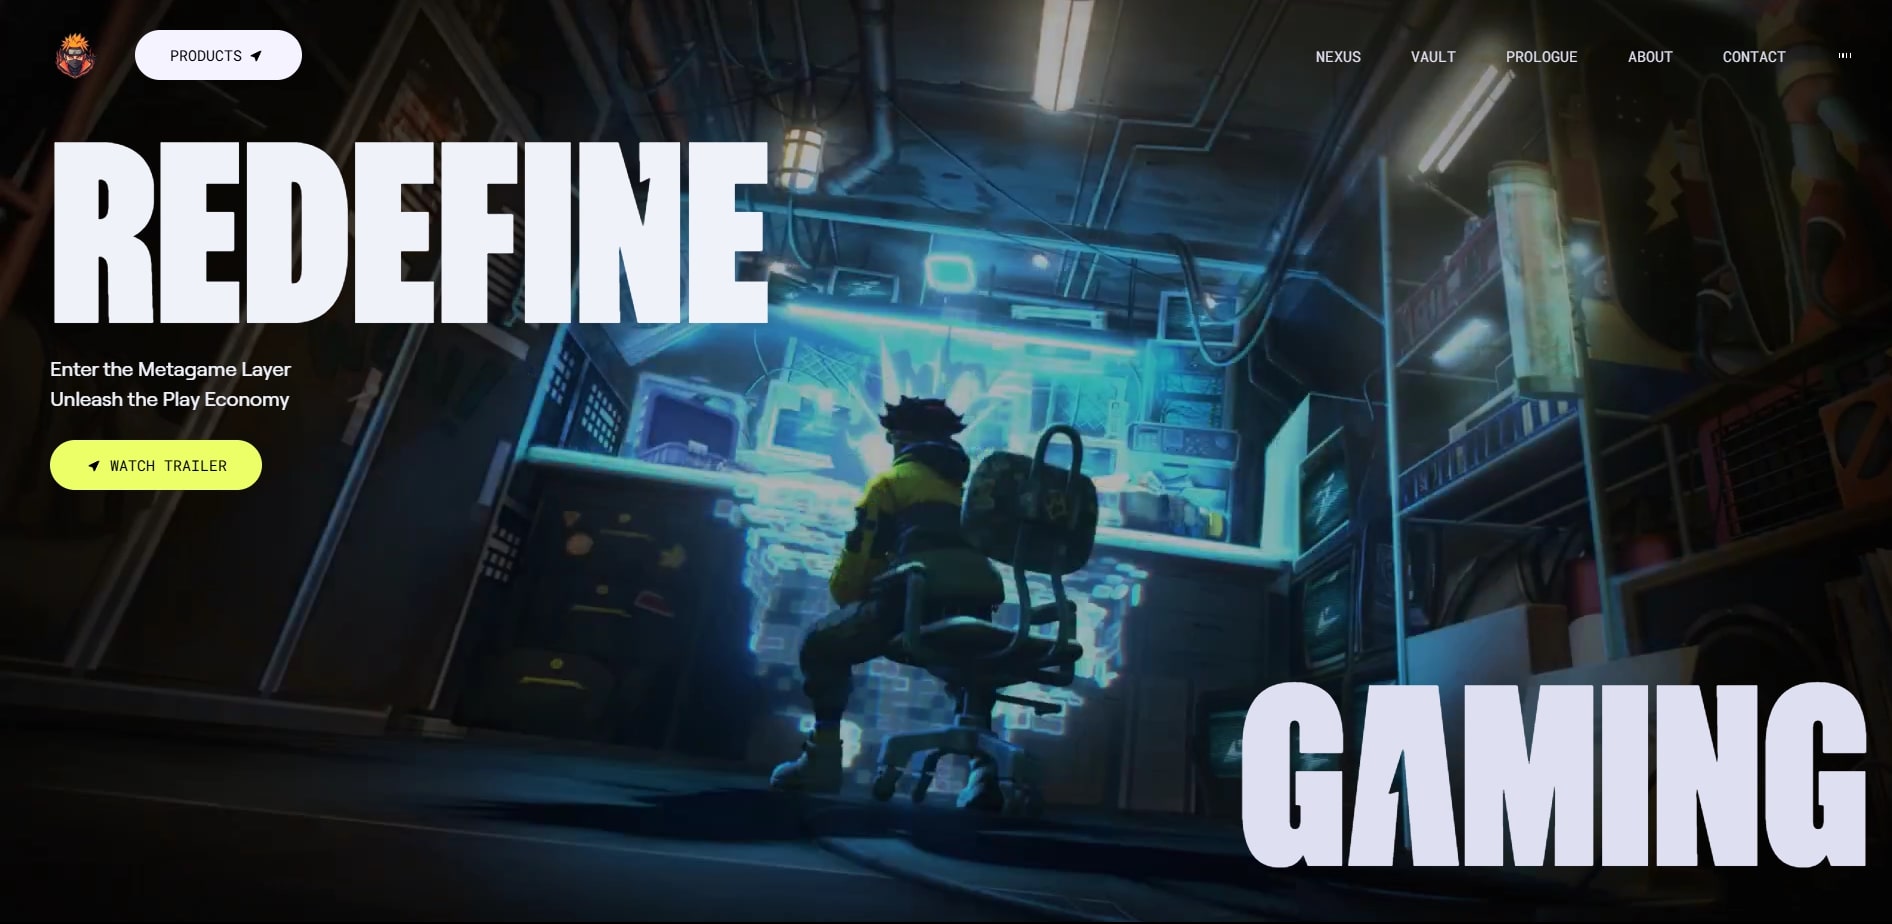 PRODUCTS
NEXUS VAULT PROLOGUE ABOUT CONTACT
REDEFINE
Enter the Metagame Layer
Unleash the Play Economy
WATCH TRAILER
GAMING